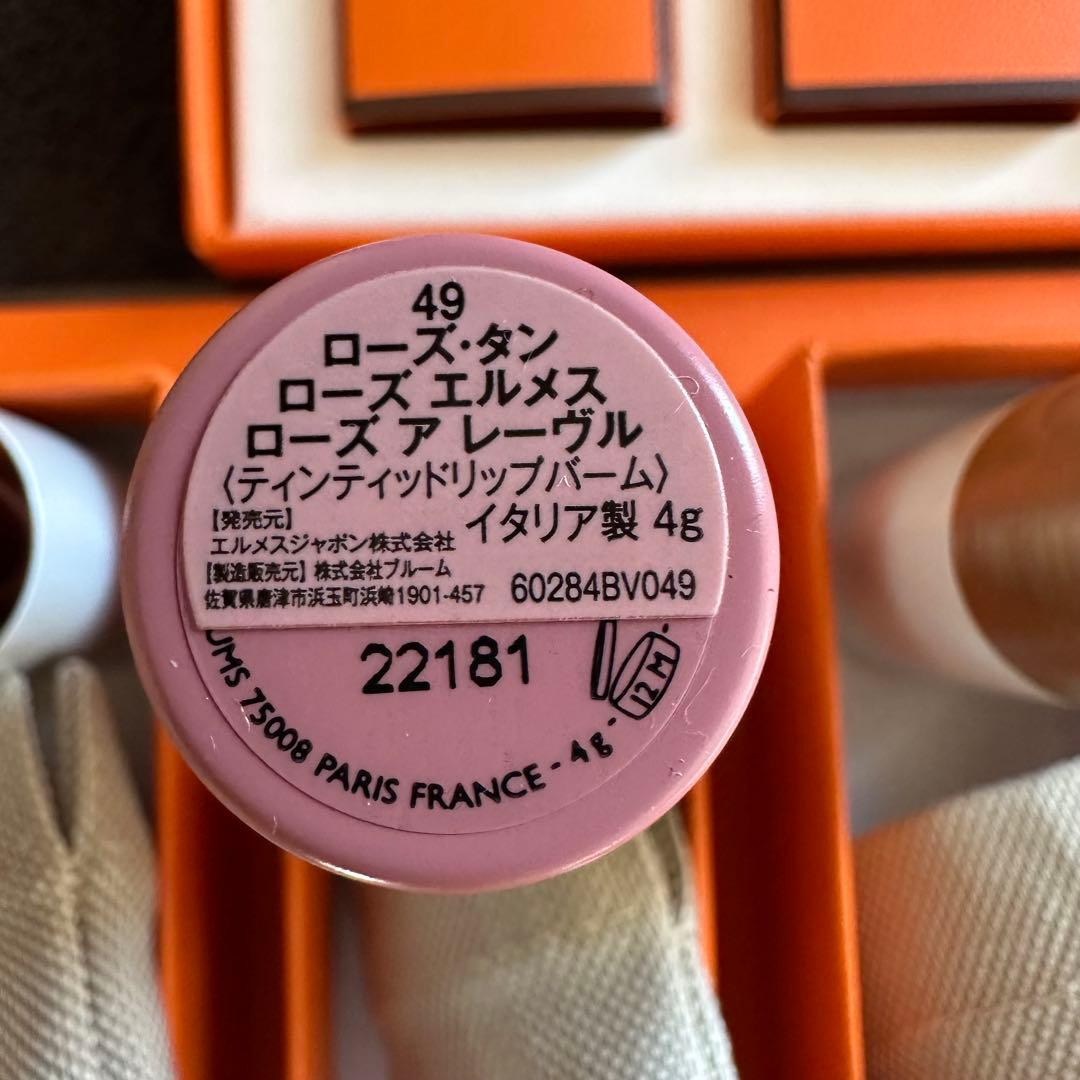 49
ローズ・タン
ローズ エルメス
ローズ ア レーヴル
〈ティンティッドリップバーム〉
【発売元】
イタリア製 4g
エルメスジャポン株式会社
【製造販売元】株式会社ブルーム
佐賀県唐津市浜玉町浜崎1901-457 60284BV049
22181
12 M
75008 PARIS FRANCE - 4g -